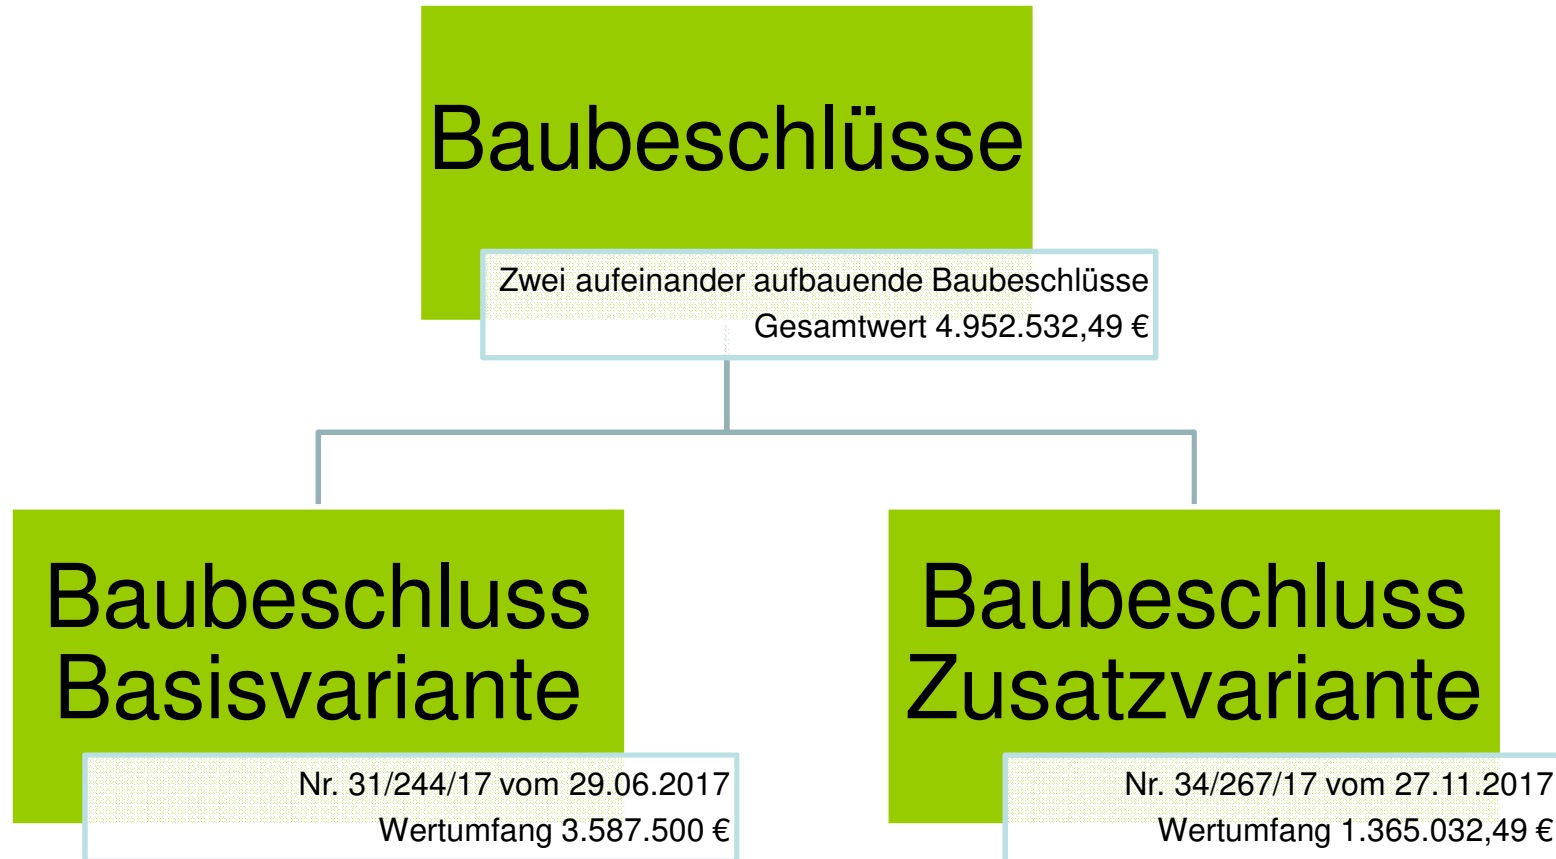 Baubeschlüsse
Zwei aufeinander aufbauende Baubeschlüsse
Gesamtwert 4.952.532,49 €
Baubeschluss
Basisvariante
Nr. 31/244/17 vom 29.06.2017
Wertumfang 3.587.500 €
Baubeschluss
Zusatzvariante
Nr. 34/267/17 vom 27.11.2017
Wertumfang 1.365.032,49 €